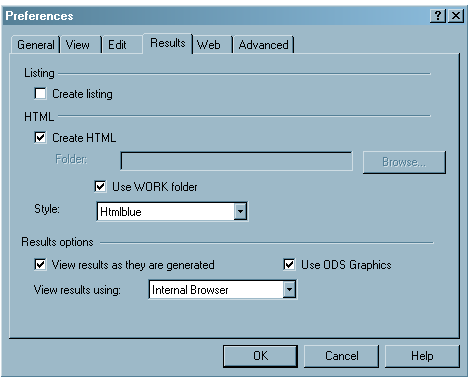 Preferences
General View Edit Results Web Advanced
Listing
Create listing
HTML
Create HTML
Folder: Browse...
Use WORK folder
Style: Htmlblue
Results options
View results as they are generated Use ODS Graphics
View results using: Internal Browser
OK Cancel Help